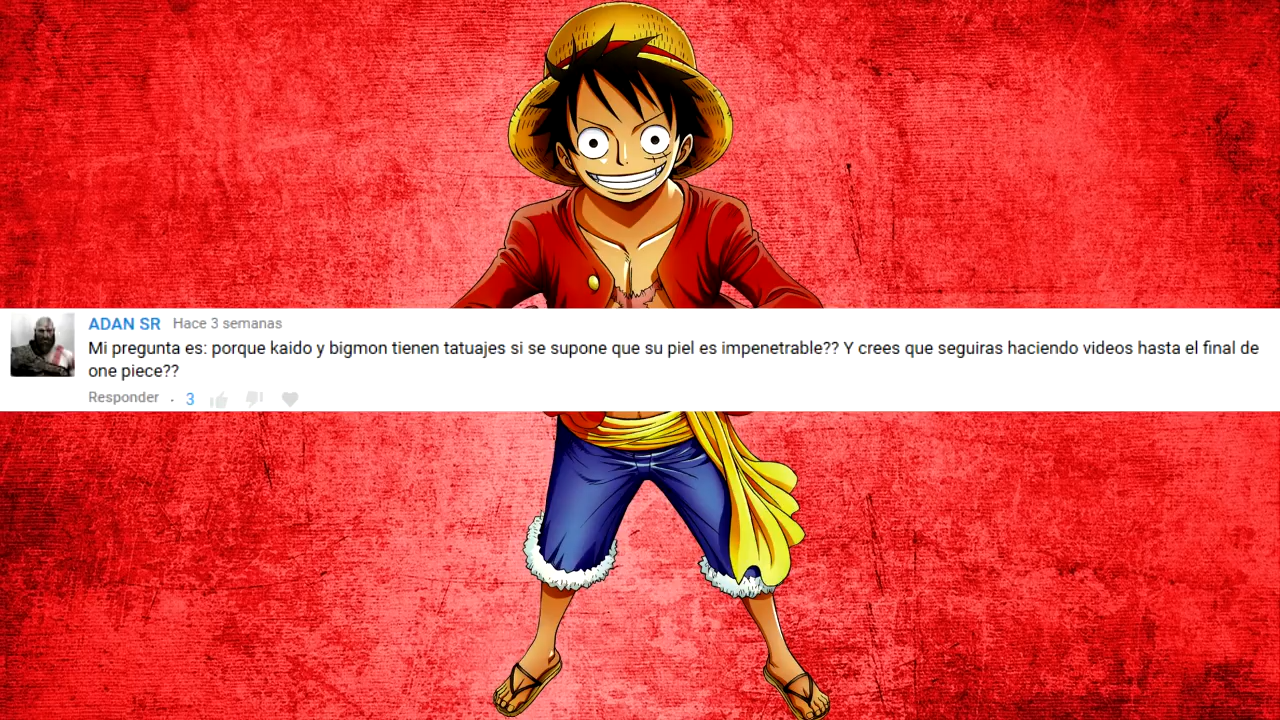 ADAN SR Hace 3 semanas
Mi pregunta es: porque kaido y bigmon tienen tatuajes si se supone que su piel es impenetrable?? Y crees que seguiras haciendo videos hasta el final de
one piece??
Responder . 3